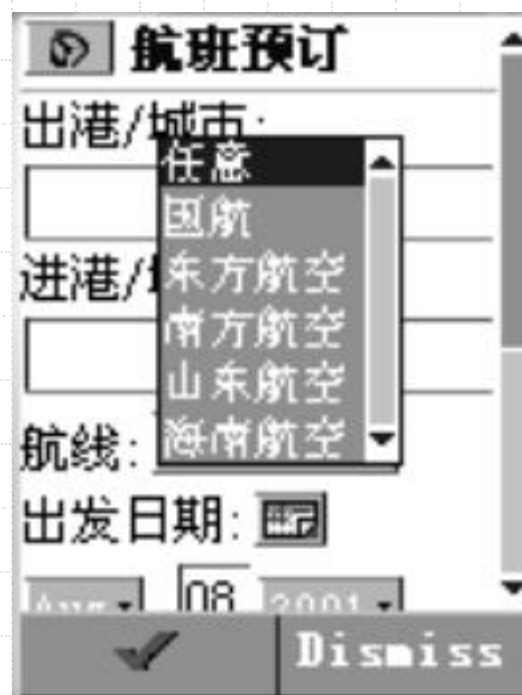 航班预订
出港/城市:
任意
国航
进港/
东方航空
南方航空
山东航空
航线:
海南航空
出发日期:
08 2001
Dismiss